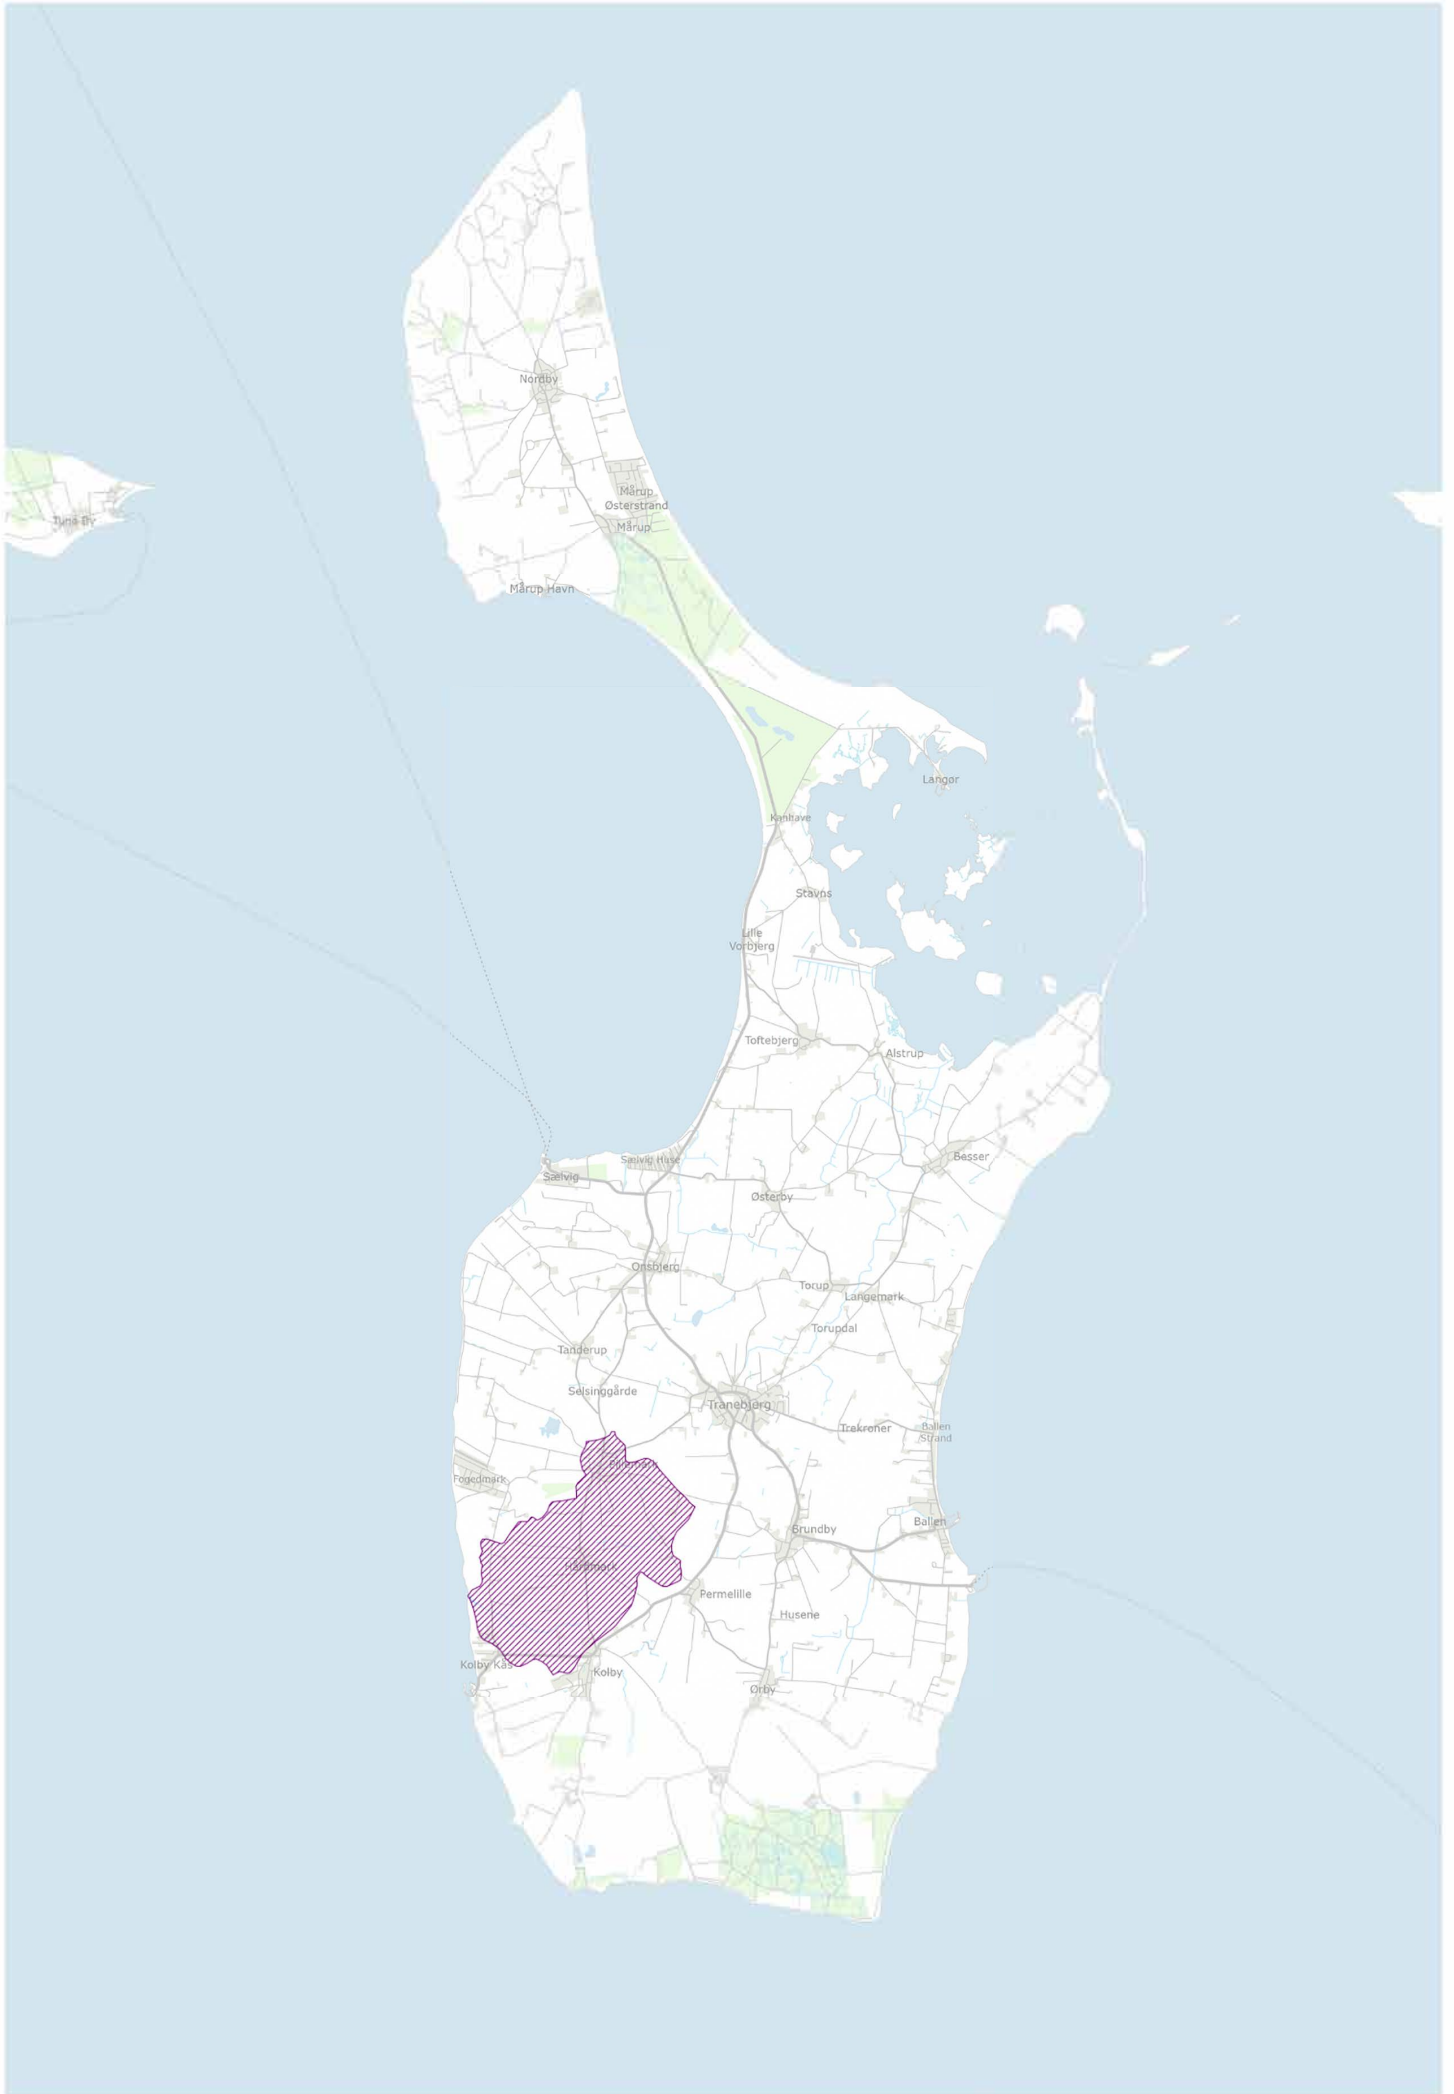 Nordby
Mårup
Østerstrand
Mårup
Tunø By
Mårup Havn
Langør
Kanhave
Stavns
Lille
Vorbjerg
Toftebjerg
Alstrup
Besser
Sælvig Huse
Sælvig
Østerby
Onsbjerg
Torup
Langemark
Torupdal
Tanderup
Selsinggårde
Tranebjerg
Trekroner
Ballen
Strand
Pillemark
Fogedmark
Ballen
Brundby
Hårdmark
Permelille
Husene
Kolby Kås
Kolby
Ørby